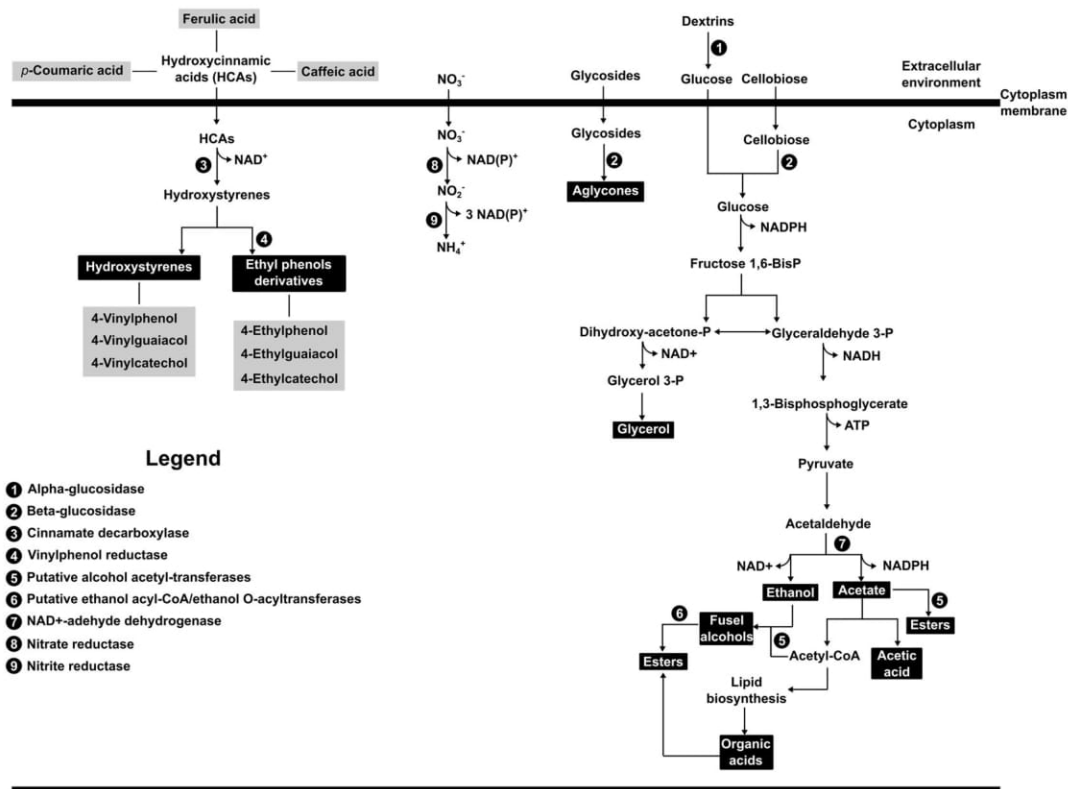 Ferulic acid
p-Coumaric acid
Hydroxycinnamic
acids (HCAs)
Caffeic acid
NO₃⁻
Glycosides
Dextrins
1
Glucose
Cellobiose
Extracellular
environment
Cytoplasm
membrane
Cytoplasm
HCAs
3
NAD⁺
Hydroxystyrenes
4
Hydroxystyrenes
Ethyl phenols
derivatives
4-Vinylphenol
4-Vinylguaiacol
4-Vinylcatechol
4-Ethylphenol
4-Ethylguaiacol
4-Ethylcatechol
NO₃⁻
8
NAD(P)⁺
NO₂⁻
9
3 NAD(P)⁺
NH₄⁺
Glycosides
2
Aglycones
Cellobiose
2
Glucose
NADPH
Fructose 1,6-BisP
Dihydroxy-acetone-P
Glyceraldehyde 3-P
NAD+
NADH
Glycerol 3-P
Glycerol
1,3-Bisphosphoglycerate
ATP
Pyruvate
Acetaldehyde
7
NAD+
NADPH
Ethanol
Acetate
5
Esters
6
Fusel
alcohols
5
Esters
Acetyl-CoA
Acetic
acid
Lipid
biosynthesis
Organic
acids
Legend
1 Alpha-glucosidase
2 Beta-glucosidase
3 Cinnamate decarboxylase
4 Vinylphenol reductase
5 Putative alcohol acetyl-transferases
6 Putative ethanol acyl-CoA/ethanol O-acyltransferases
7 NAD+-adehyde dehydrogenase
8 Nitrate reductase
9 Nitrite reductase